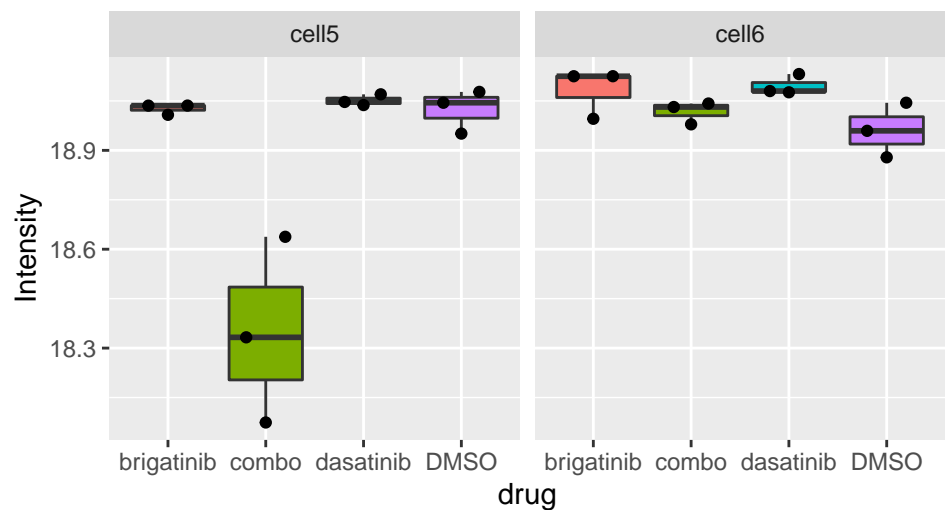 cell5 cell6
Intensity
18.9
18.6
18.3
brigatinib combo dasatinib DMSO brigatinib combo dasatinib DMSO
drug